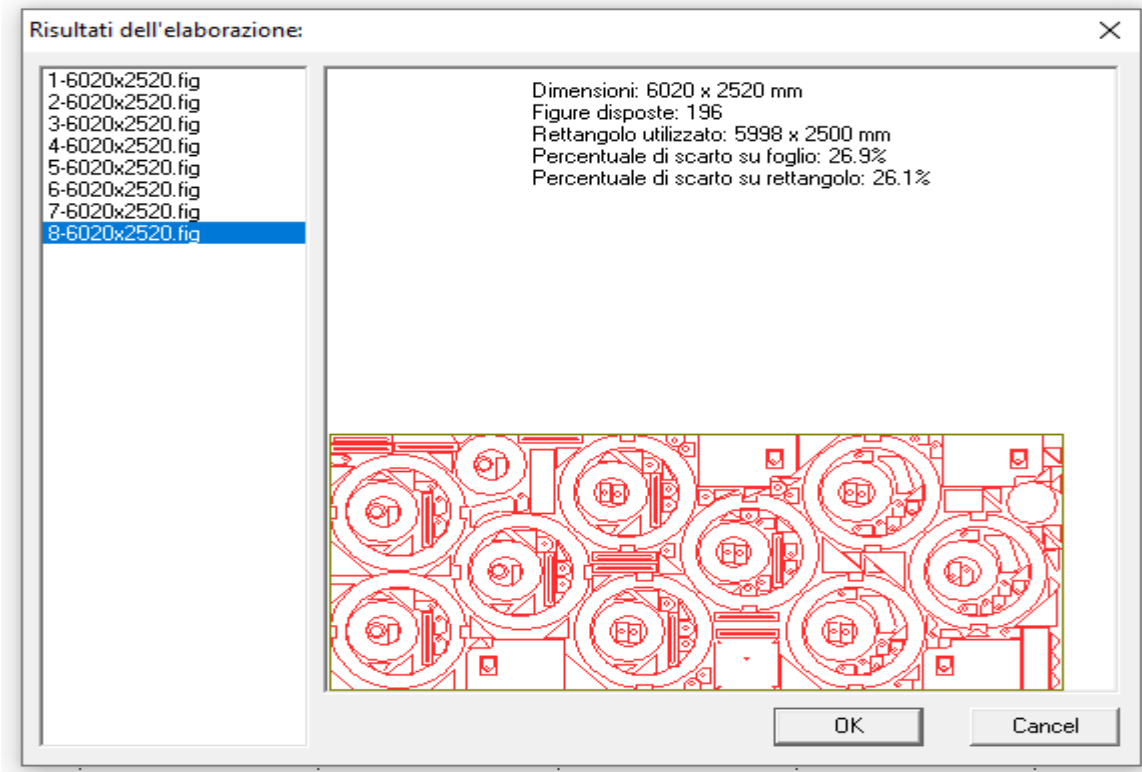 Risultati dell'elaborazione:
1-6020x2520.fig
2-6020x2520.fig
3-6020x2520.fig
4-6020x2520.fig
5-6020x2520.fig
6-6020x2520.fig
7-6020x2520.fig
8-6020x2520.fig
Dimensioni: 6020 x 2520 mm
Figure disposte: 196
Rettangolo utilizzato: 5998 x 2500 mm
Percentuale di scarto su foglio: 26.9%
Percentuale di scarto su rettangolo: 26.1%
OK
Cancel